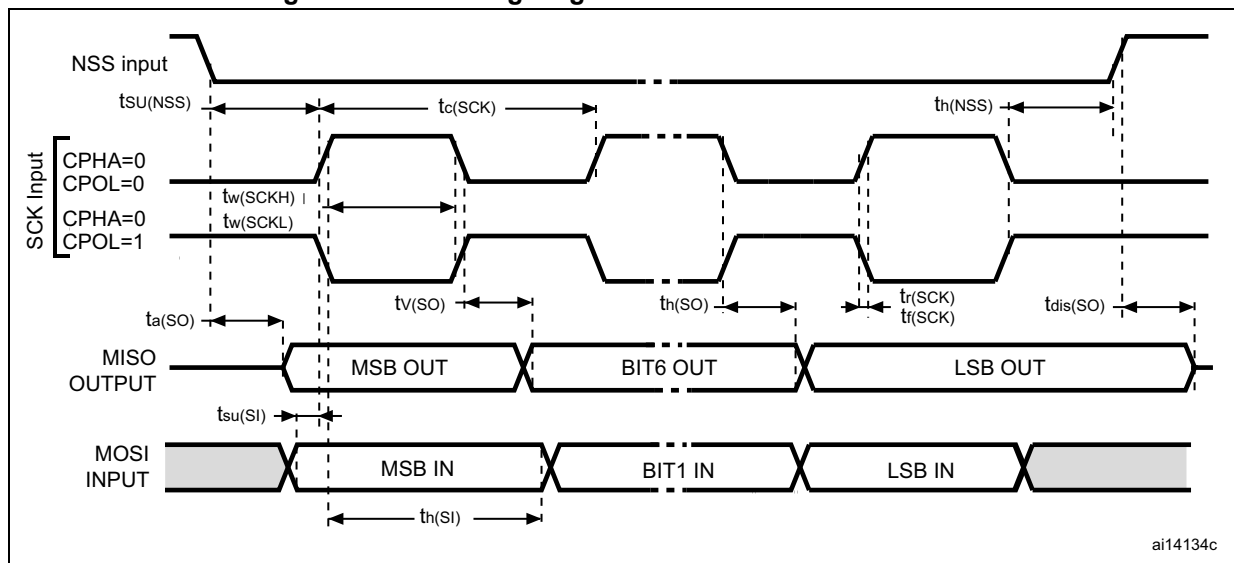 NSS input
tSU(NSS)
tc(SCK)
th(NSS)
SCK Input
CPHA=0
CPOL=0
tw(SCKH)
CPHA=0
tw(SCKL)
CPOL=1
tV(SO)
th(SO)
tr(SCK)
tf(SCK)
tdis(SO)
ta(SO)
MISO
OUTPUT
MSB OUT
BIT6 OUT
LSB OUT
tsu(SI)
MOSI
INPUT
MSB IN
BIT1 IN
LSB IN
th(SI)
ai14134c